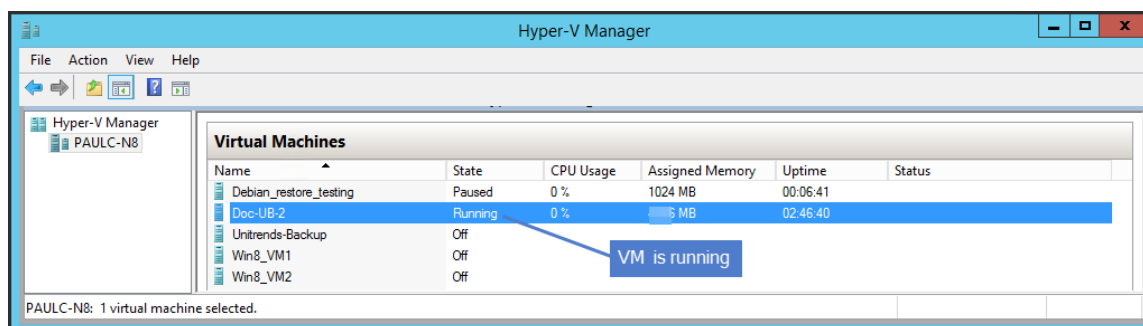 Hyper-V Manager
File Action View Help
Hyper-V Manager
PAULC-N8
Virtual Machines
Name State CPU Usage Assigned Memory Uptime Status
Debian_restore_testing Paused 0 % 1024 MB 00:06:41
Doc-UB-2 Running 0 % MB 02:46:40
Unitrends-Backup Off
Win8_VM1 Off
Win8_VM2 Off
VM is running
PAULC-N8: 1 virtual machine selected.